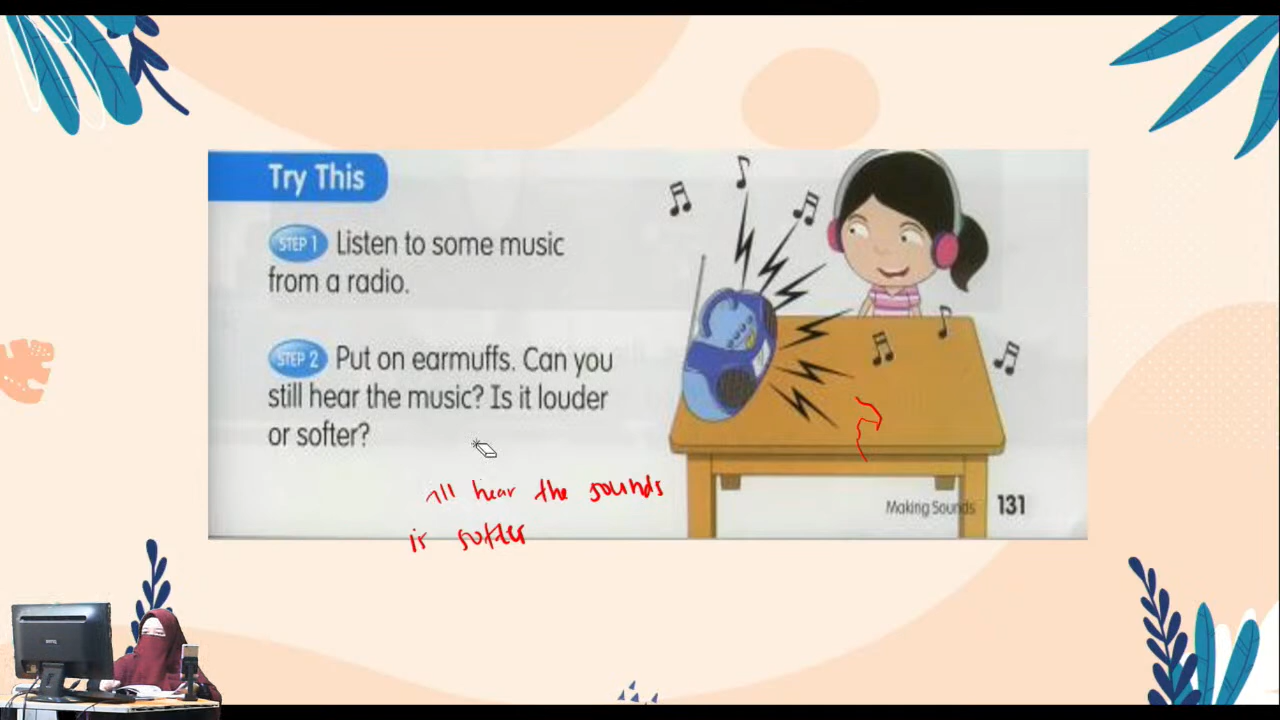 Try This
STEP 1 Listen to some music
from a radio.
STEP 2 Put on earmuffs. Can you
still hear the music? Is it louder
or softer?
hear the sounds
is softer
Making Sounds 131